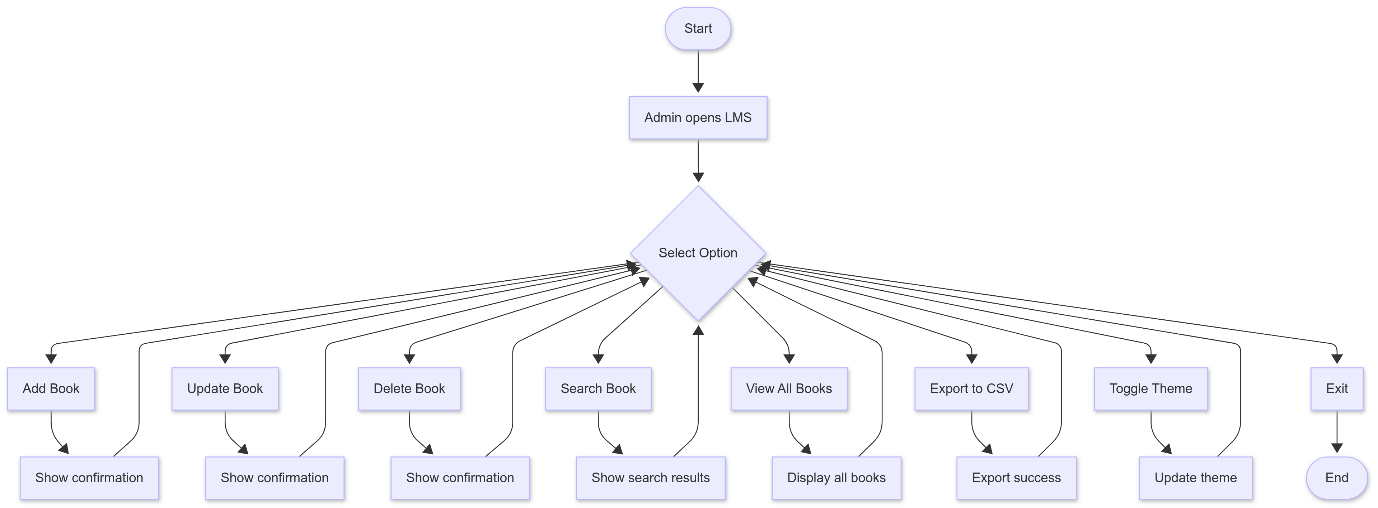 Start
Admin opens LMS
Select Option
Add Book
Update Book
Delete Book
Search Book
View All Books
Export to CSV
Toggle Theme
Exit
Show confirmation
Show confirmation
Show confirmation
Show search results
Display all books
Export success
Update theme
End